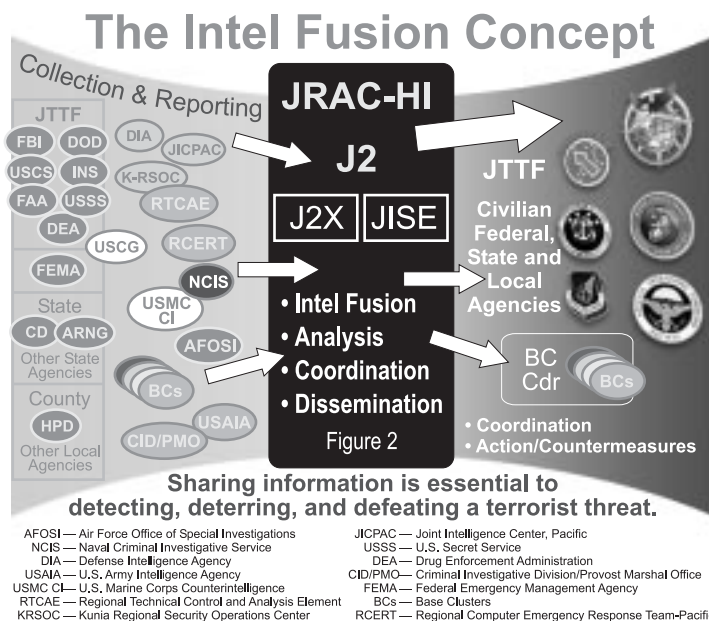 The Intel Fusion Concept
Collection & Reporting
JTTF
FBI DOD
USCS INS
FAA USSS
DEA
FEMA
State
CD ARNG
Other State
Agencies
County
HPD
Other Local
Agencies
DIA
JICPAC
K-RSOC
RTCAE
USCG
RCERT
NCIS
USMC
CI
AFOSI
BCs
USAIA
CID/PMO
JRAC-HI
J2
J2X JISE
• Intel Fusion
• Analysis
• Coordination
• Dissemination
Figure 2
JTTF
Civilian
Federal,
State and
Local
Agencies
BC
Cdr
BCs
• Coordination
• Action/Countermeasures
Sharing information is essential to
detecting, deterring, and defeating a terrorist threat.
AFOSI — Air Force Office of Special Investigations
NCIS — Naval Criminal Investigative Service
DIA — Defense Intelligence Agency
USAIA — U.S. Army Intelligence Agency
USMC CI— U.S. Marine Corps Counterintelligence
RTCAE — Regional Technical Control and Analysis Element
KRSOC — Kunia Regional Security Operations Center
JICPAC — Joint Intelligence Center, Pacific
USSS — U.S. Secret Service
DEA — Drug Enforcement Administration
CID/PMO— Criminal Investigative Division/Provost Marshal Office
FEMA — Federal Emergency Management Agency
BCs — Base Clusters
RCERT — Regional Computer Emergency Response Team-Pacifi